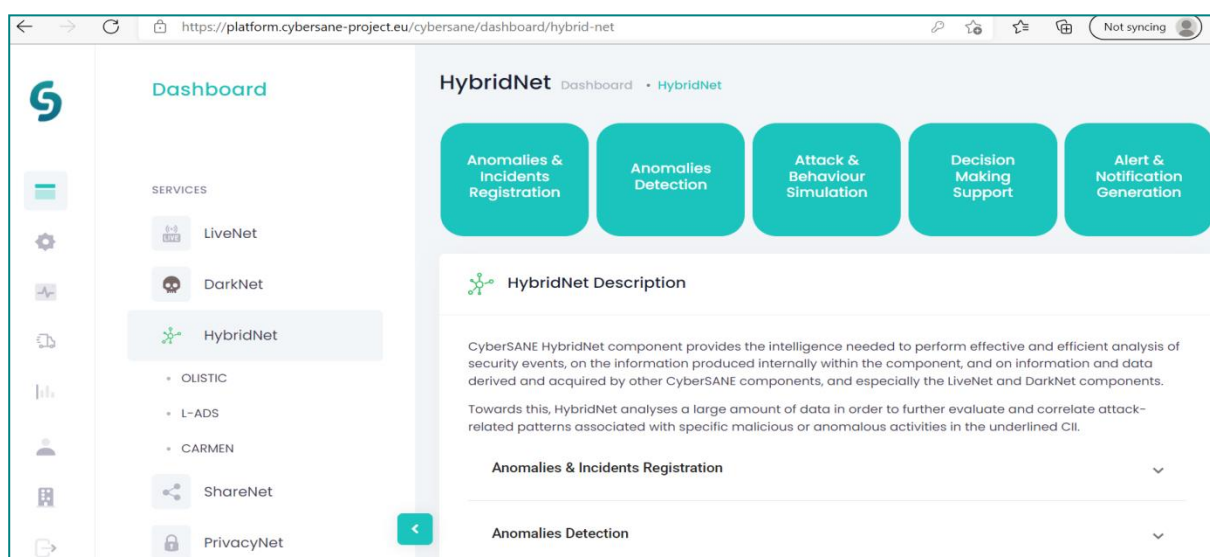 https://platform.cybersane-project.eu/cybersane/dashboard/hybrid-net
Not syncing
Dashboard
SERVICES
LIVE
LiveNet
DarkNet
HybridNet
OLISTIC
L-ADS
CARMEN
ShareNet
PrivacyNet
HybridNet Dashboard • HybridNet
Anomalies &
Incidents
Registration
Anomalies
Detection
Attack &
Behaviour
Simulation
Decision
Making
Support
Alert &
Notification
Generation
HybridNet Description
CyberSANE HybridNet component provides the intelligence needed to perform effective and efficient analysis of
security events, on the information produced internally within the component, and on information and data
derived and acquired by other CyberSANE components, and especially the LiveNet and DarkNet components.
Towards this, HybridNet analyses a large amount of data in order to further evaluate and correlate attack-
related patterns associated with specific malicious or anomalous activities in the underlined CII.
Anomalies & Incidents Registration
Anomalies Detection